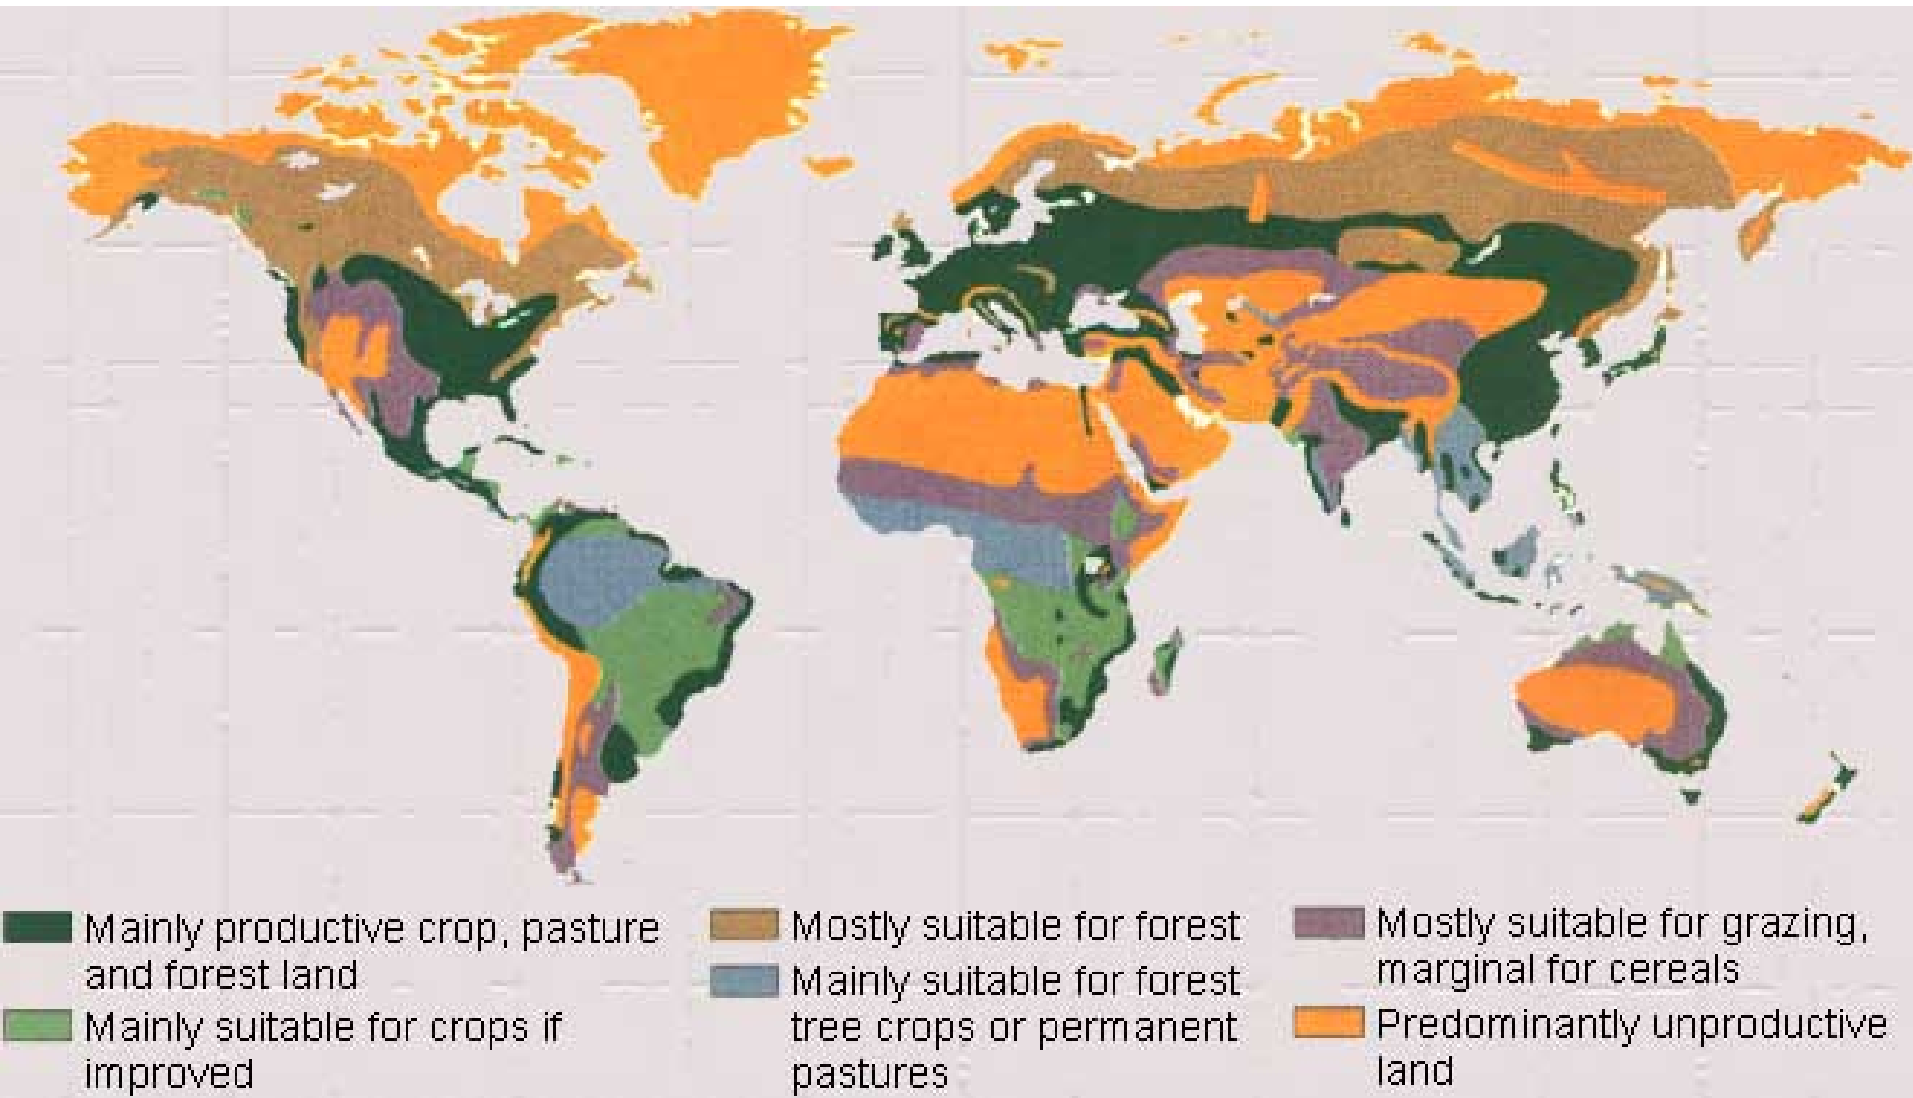 Mainly productive crop, pasture
and forest land
Mainly suitable for crops if
improved
Mostly suitable for forest
Mainly suitable for forest
tree crops or permanent
pastures
Mostly suitable for grazing,
marginal for cereals
Predominantly unproductive
land